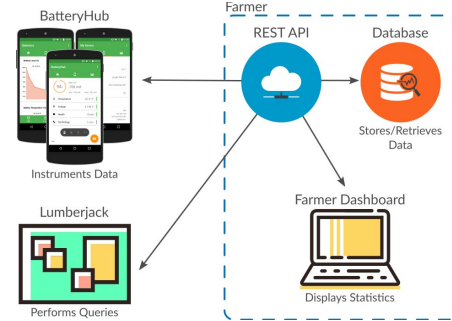 Farmer
BatteryHub
REST API
Database
Instruments Data
Stores/Retrieves
Data
Lumberjack
Farmer Dashboard
Performs Queries
Displays Statistics